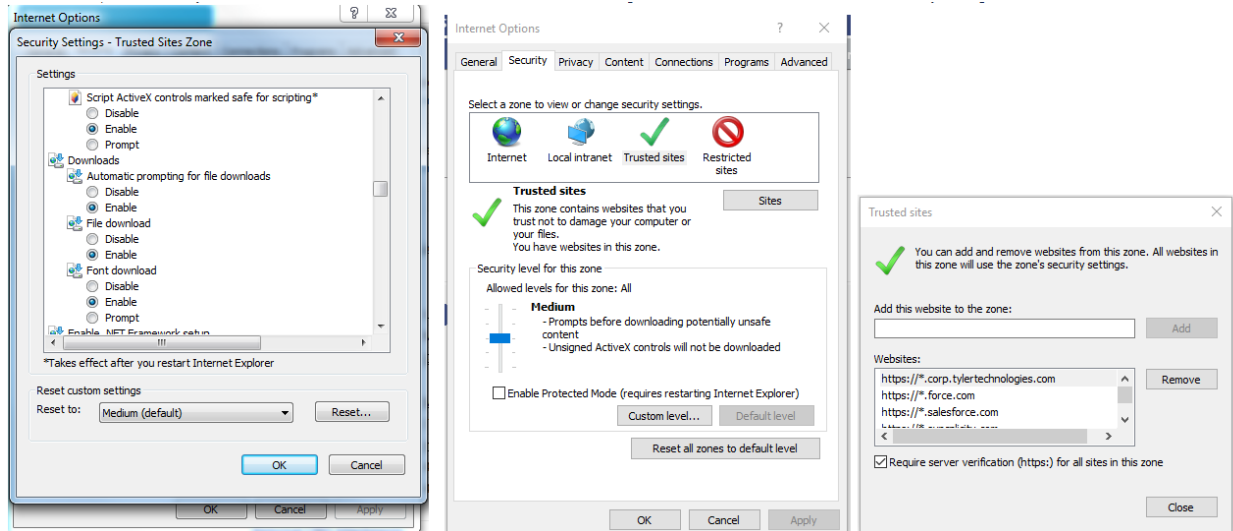 Internet Options
Security Settings - Trusted Sites Zone
Settings
Script ActiveX controls marked safe for scripting*
Disable
Enable
Prompt
Downloads
Automatic prompting for file downloads
Disable
Enable
File download
Disable
Enable
Font download
Disable
Enable
Prompt
Enable .NET Framework setup
*Takes effect after you restart Internet Explorer
Reset custom settings
Reset to: Medium (default) Reset...
OK Cancel
OK Cancel Apply
Internet Options
General Security Privacy Content Connections Programs Advanced
Select a zone to view or change security settings.
Internet Local intranet Trusted sites Restricted
sites
Trusted sites
Sites
This zone contains websites that you
trust not to damage your computer or
your files.
You have websites in this zone.
Security level for this zone
Allowed levels for this zone: All
Medium
- Prompts before downloading potentially unsafe
content
- Unsigned ActiveX controls will not be downloaded
Enable Protected Mode (requires restarting Internet Explorer)
Custom level... Default level
Reset all zones to default level
OK Cancel Apply
Trusted sites
You can add and remove websites from this zone. All websites in
this zone will use the zone's security settings.
Add this website to the zone:
Add
Websites:
https://*.corp.tylertechnologies.com
Remove
https://*.force.com
https://*.salesforce.com
Require server verification (https:) for all sites in this zone
Close